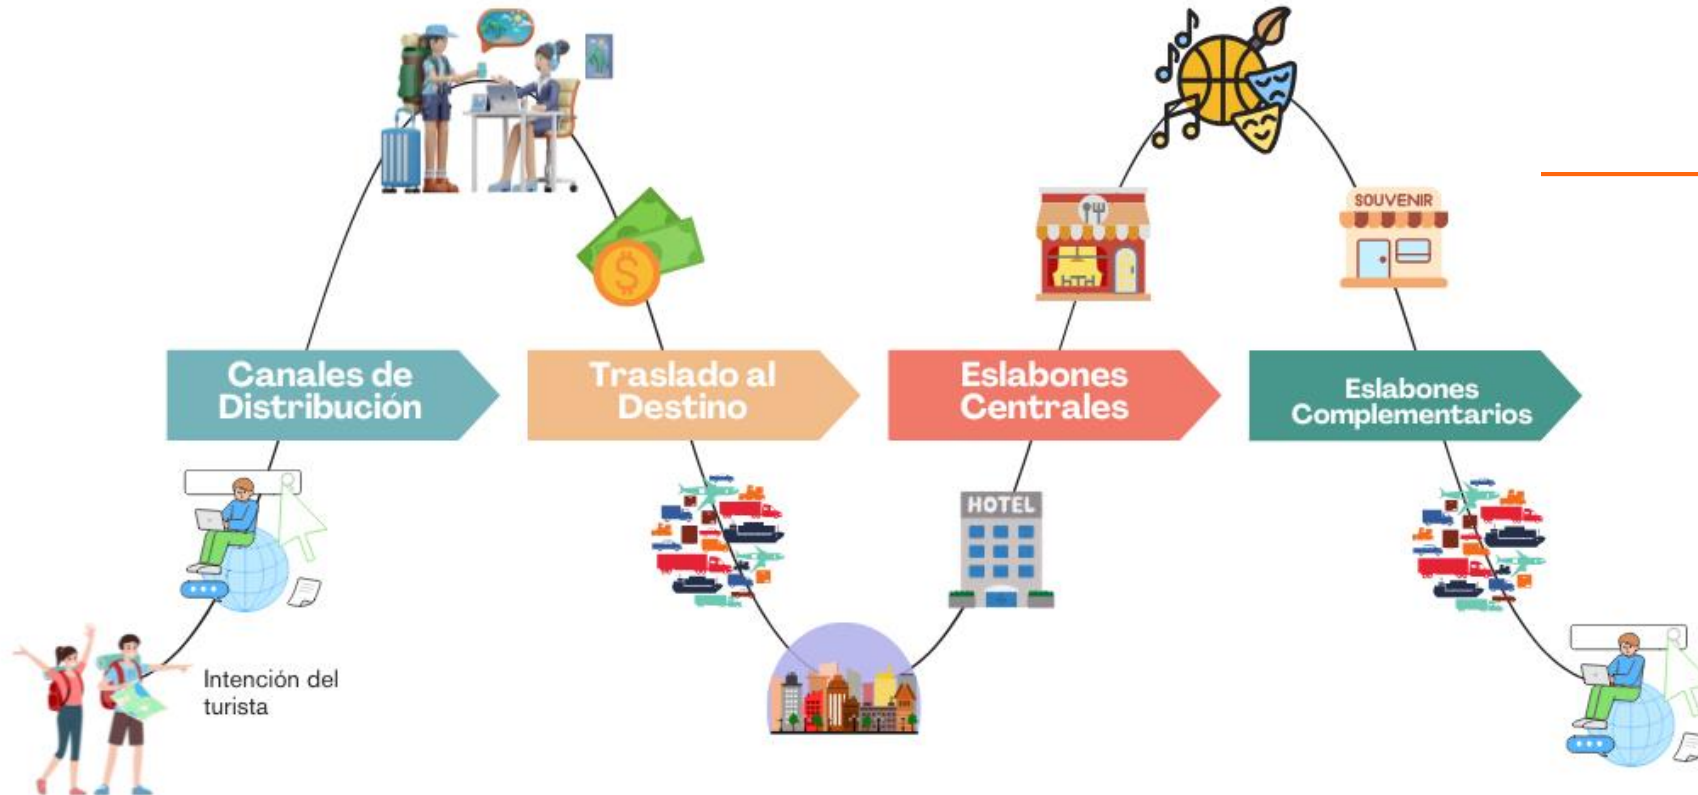 SOUVENIR
Canales de
Distribución
Traslado al
Destino
Eslabones
Centrales
Eslabones
Complementarios
HOTEL
Intención del
turista